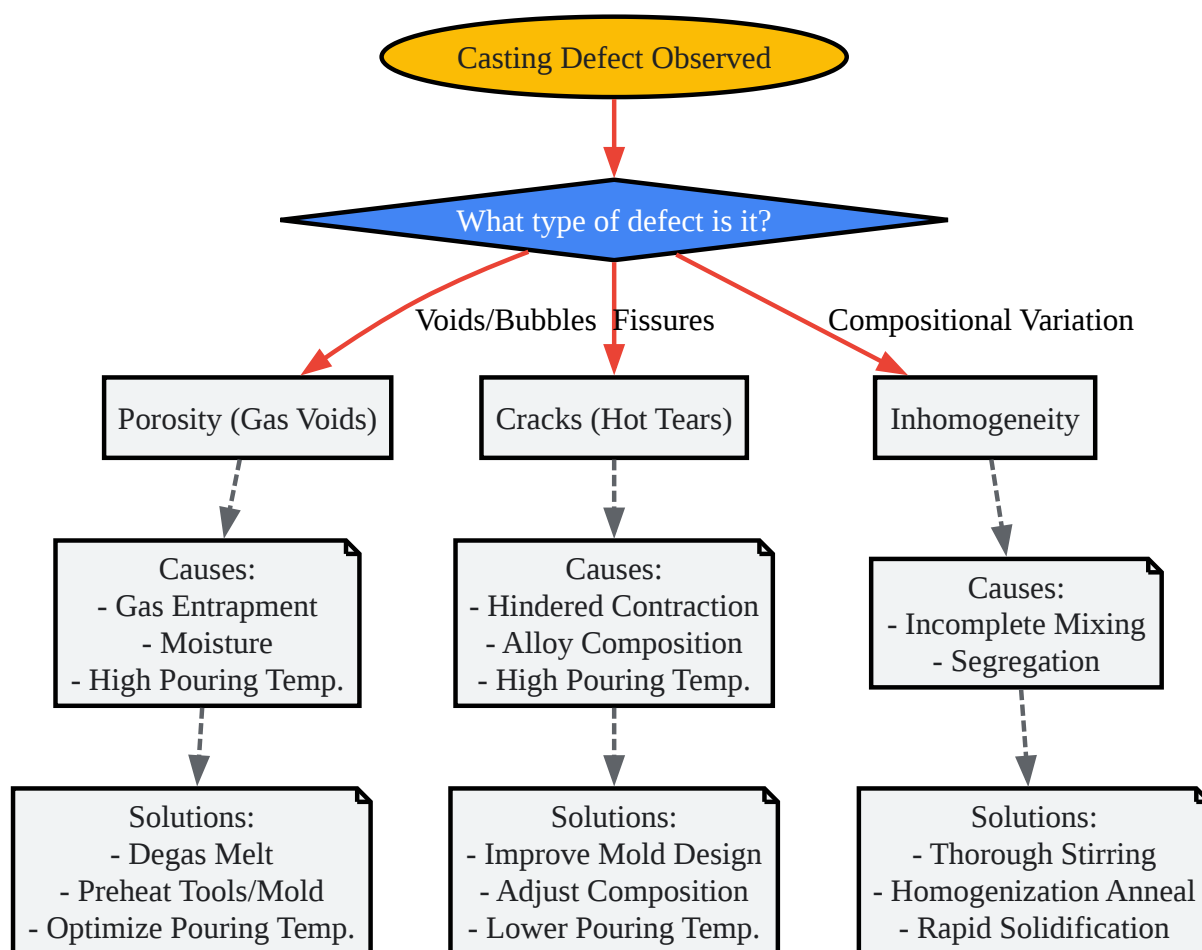 Casting Defect Observed
What type of defect is it?
Voids/Bubbles
Fissures
Compositional Variation
Porosity (Gas Voids)
Cracks (Hot Tears)
Inhomogeneity
Causes:
- Gas Entrapment
- Moisture
- High Pouring Temp.
Causes:
- Hindered Contraction
- Alloy Composition
- High Pouring Temp.
Causes:
- Incomplete Mixing
- Segregation
Solutions:
- Degas Melt
- Preheat Tools/Mold
- Optimize Pouring Temp.
Solutions:
- Improve Mold Design
- Adjust Composition
- Lower Pouring Temp.
Solutions:
- Thorough Stirring
- Homogenization Anneal
- Rapid Solidification